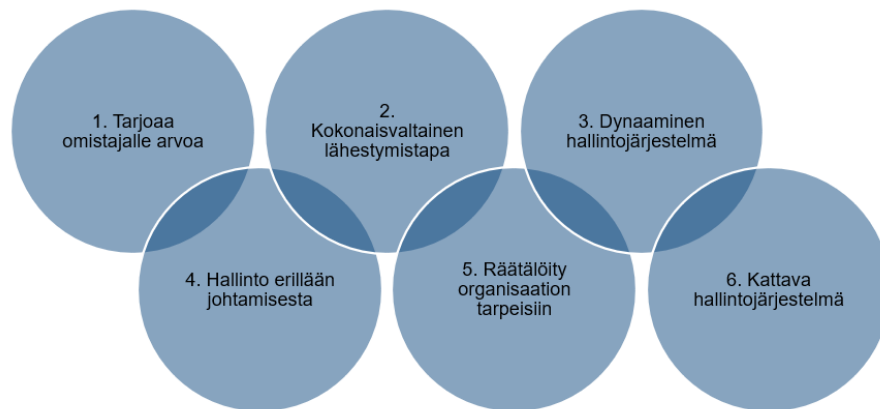 1. Tarjoaa
omistajalle arvoa
2.
Kokonaisvaltainen
lähestymistapa
3. Dynaaminen
hallintojärjestelmä
4. Hallinto erillään
johtamisesta
5. Räätälöity
organisaation
tarpeisiin
6. Kattava
hallintojärjestelmä